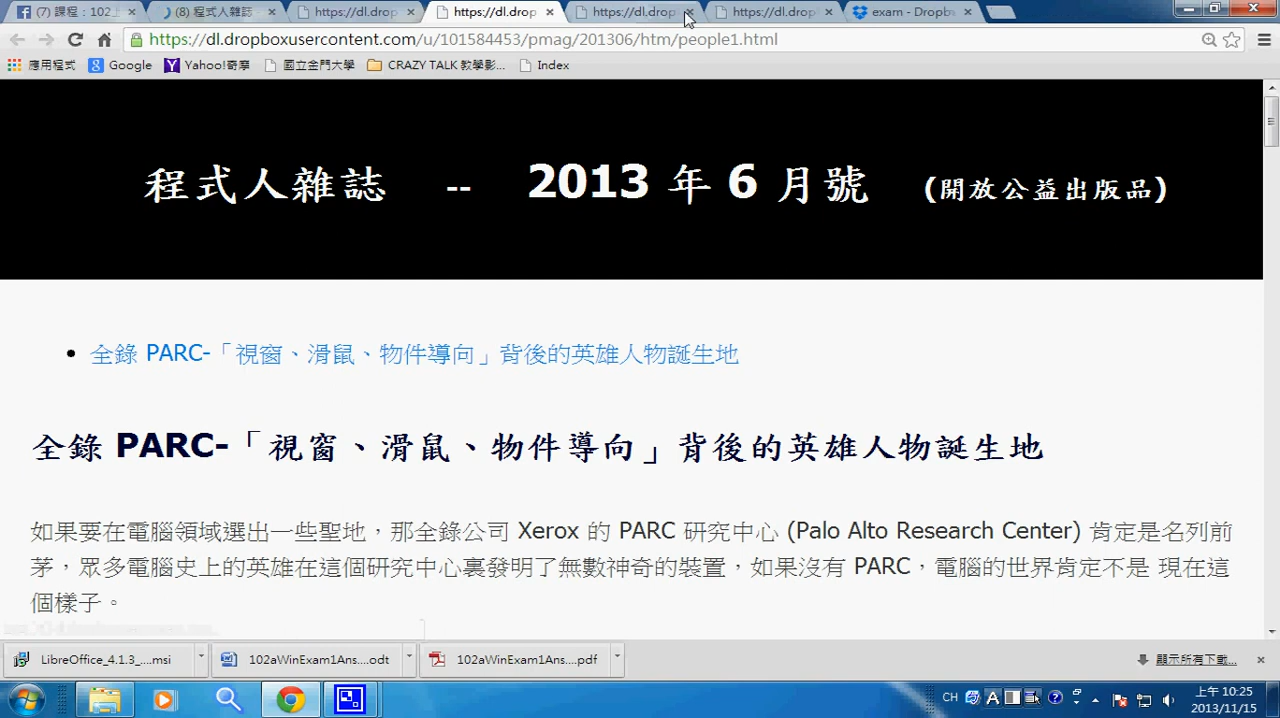 (7) 課程：102上
(8) 程式人雜誌
https://dl.drop
https://dl.drop
https://dl.drop
https://dl.drop
exam - Dropb
https://dl.dropboxusercontent.com/u/101584453/pmag/201306/htm/people1.html
應用程式
Google
Yahoo!奇摩
國立金門大學
CRAZY TALK 教學影...
Index
程式人雜誌 -- 2013 年 6 月號 (開放公益出版品)
全錄 PARC-「視窗、滑鼠、物件導向」背後的英雄人物誕生地
全錄 PARC-「視窗、滑鼠、物件導向」背後的英雄人物誕生地
如果要在電腦領域選出一些聖地，那全錄公司 Xerox 的 PARC 研究中心 (Palo Alto Research Center) 肯定是名列前
茅，眾多電腦史上的英雄在這個研究中心裏發明了無數神奇的裝置，如果沒有 PARC，電腦的世界肯定不是 現在這
個樣子。
LibreOffice_4.1.3_....msi
102aWinExam1Ans....odt
102aWinExam1Ans....pdf
顯示所有下載...
CH
A
上午 10:25
2013/11/15